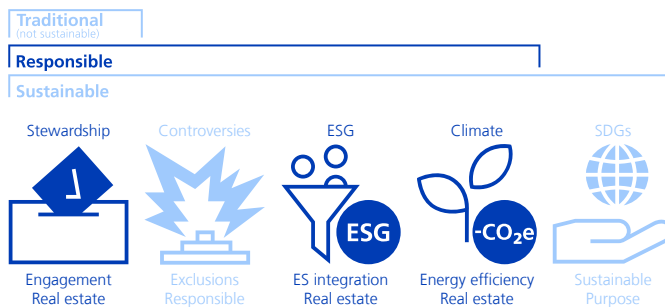 Traditional
(not sustainable)
Responsible
Sustainable
Stewardship
Controversies
ESG
Climate
SDGs
ESG
-CO₂e
Engagement
Real estate
Exclusions
Responsible
ES integration
Real estate
Energy efficiency
Real estate
Sustainable
Purpose